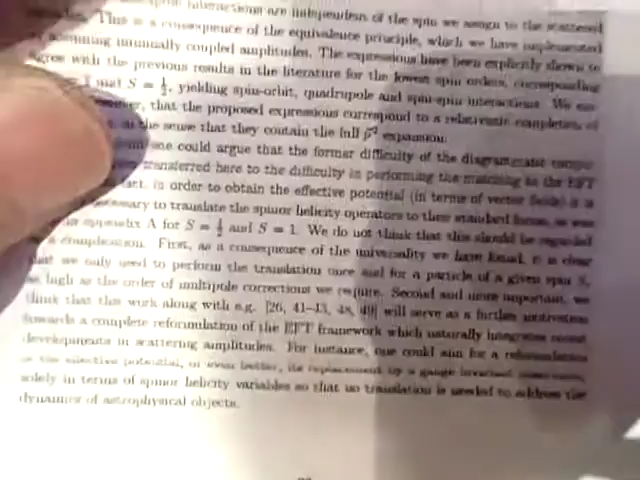 interactions are independent of the spin we assign to the scattered
This is a consequence of the equivalence principle, which we have implemented
assuming minimally coupled amplitudes. The expressions have been explicitly shown to
agree with the previous results in the literature for the lowest spin orders, corresponding
and S = 1/2, yielding spin-orbit, quadrupole and spin-spin interactions. We
that the proposed expressions correspond to a relativistic completion
in the sense that they contain the full expansion.
one could argue that the former difficulty of the diagrammatic
transferred here to the difficulty in performing the matching to the EFT
fact, in order to obtain the effective potential (in terms of vector fields) it is
necessary to translate the spinor helicity operators to their standard forms, as was
in appendix A for S = 1/2 and S = 1. We do not think that this should be regarded
a complication. First, as a consequence of the universality we have found, it is clear
that we only need to perform the translation once and for a particle of a given spin S,
as high as the order of multipole corrections we require. Second and more important, we
think that this work along with e.g. [26, 41–43, 48, 49] will serve as a further motivation
towards a complete reformulation of the EFT framework which naturally integrates recent
developments in scattering amplitudes. For instance, one could aim for a reformulation
of the effective potential, or even better, its replacement by a gauge invariant
solely in terms of spinor helicity variables so that no translation is needed to address the
dynamics of astrophysical objects.